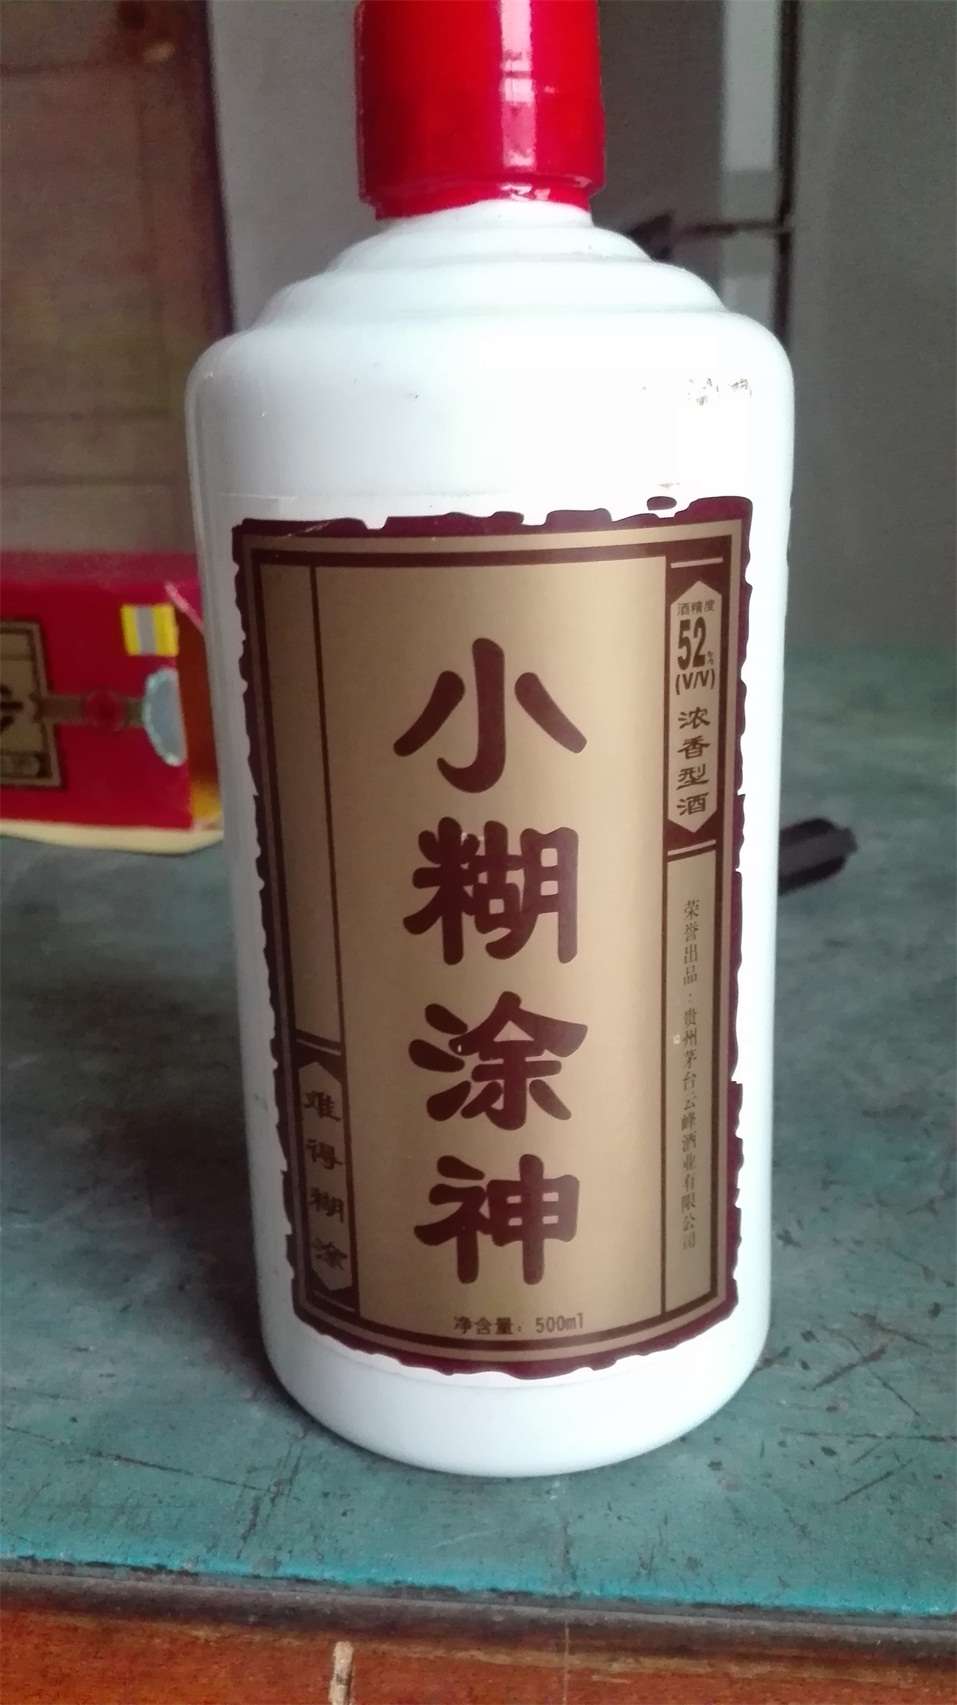 小糊涂神
酒精度
52%
(V/V)
浓香型酒
荣誉出品：贵州茅台云峰酒业有限公司
难得糊涂
净含量：500ml